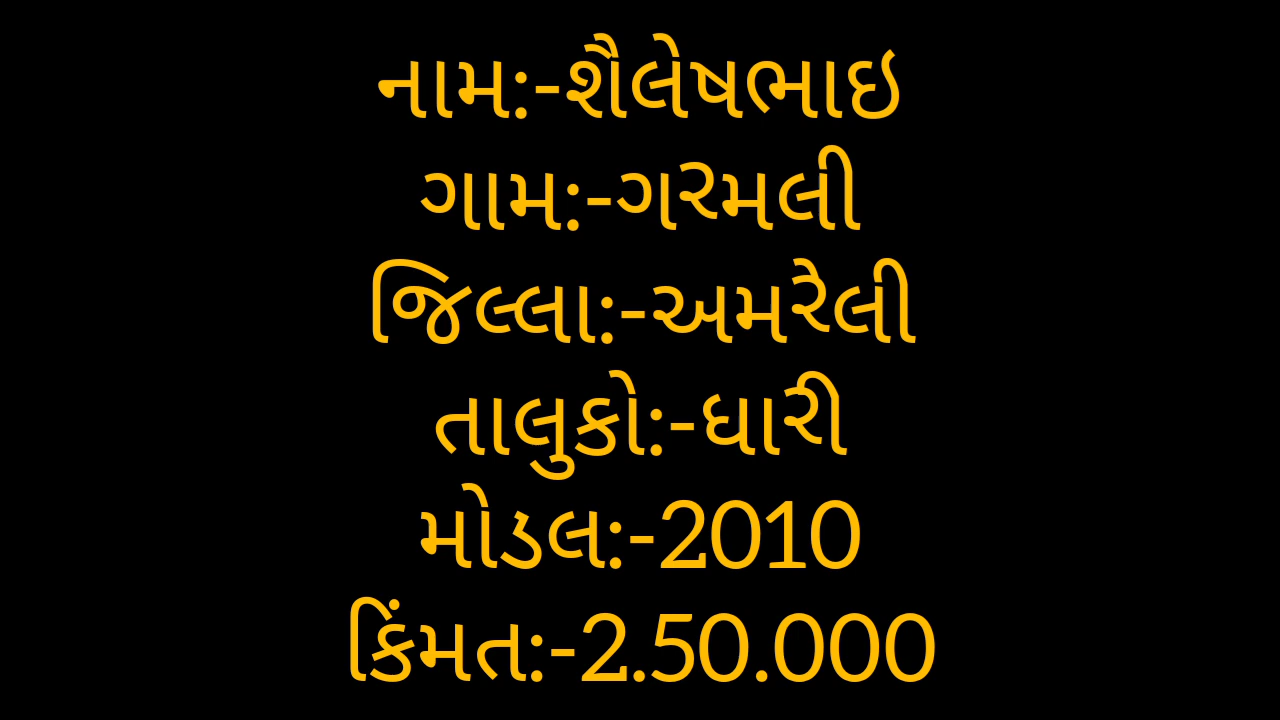 નામ:-શૈલેષભાઇ
ગામ:-ગરમલી
જિલ્લા:-અમરેલી
તાલુકો:-ધારી
મોડલ:-2010
કિંમત:-2.50.000